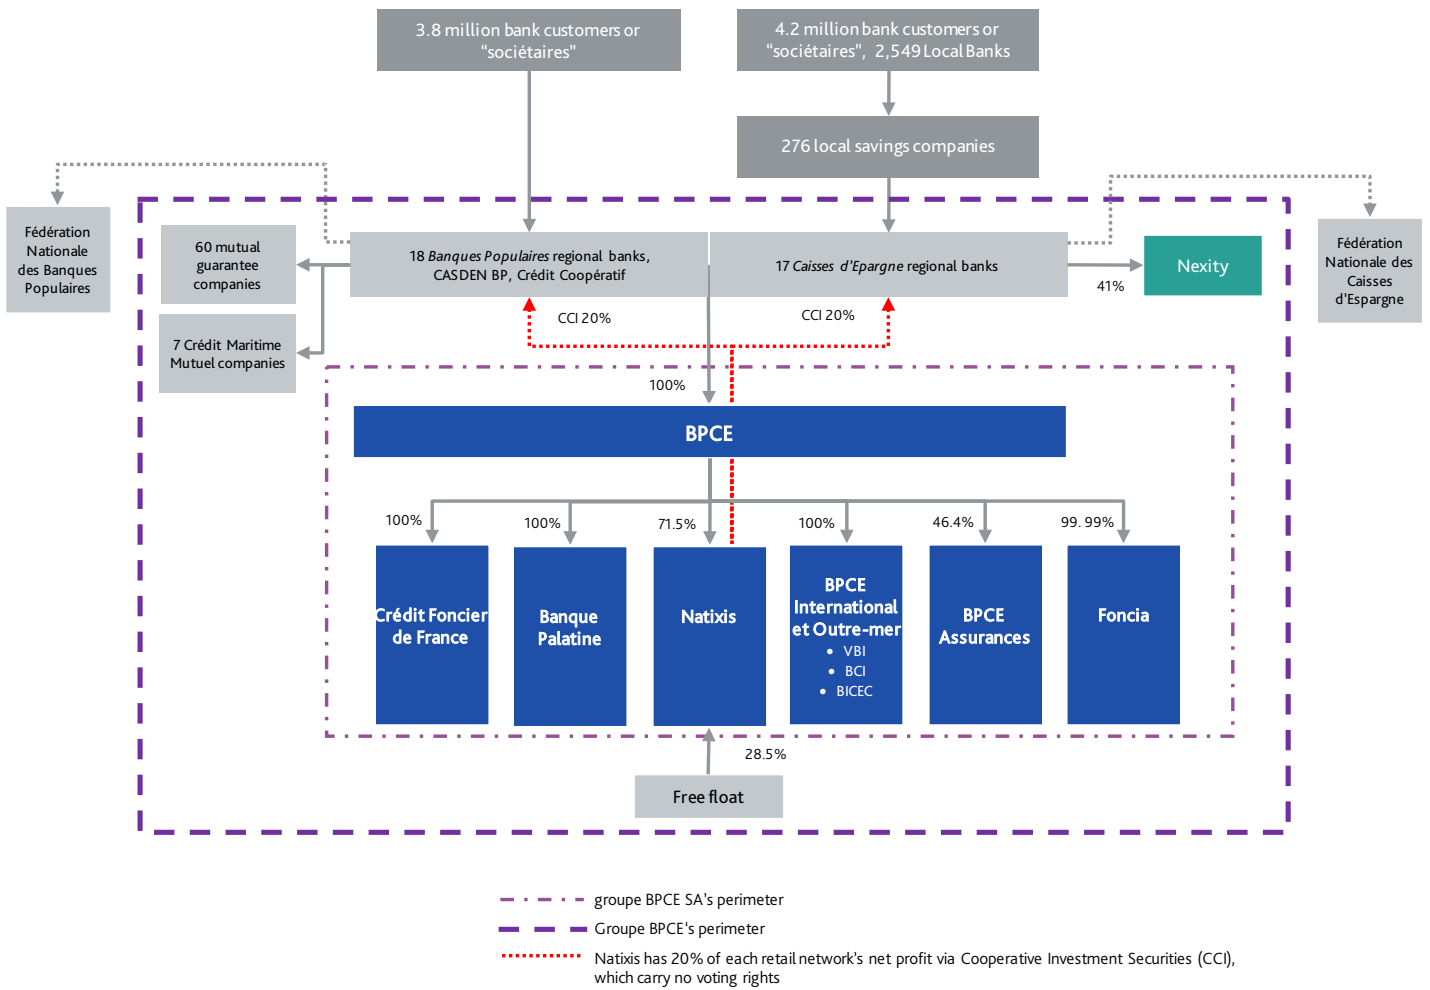 3.8 million bank customers or
“sociétaires”
4.2 million bank customers or
“sociétaires”, 2,549 Local Banks
276 local savings companies
Fédération
Nationale
des Banques
Populaires
60 mutual
guarantee
companies
18 Banques Populaires regional banks,
CASDEN BP, Crédit Coopératif
17 Caisses d'Epargne regional banks
Nexity
41%
Fédération
Nationale des
Caisses
d'Epargne
7 Crédit Maritime
Mutuel companies
CCI 20%
CCI 20%
100%
BPCE
100%
100%
71.5%
100%
46.4%
99.99%
Crédit Foncier
de France
Banque
Palatine
Natixis
BPCE
International
et Outre-mer
• VBI
• BCI
• BICEC
BPCE
Assurances
Foncia
28.5%
Free float
groupe BPCE SA's perimeter
Groupe BPCE's perimeter
Natixis has 20% of each retail network's net profit via Cooperative Investment Securities (CCI),
which carry no voting rights